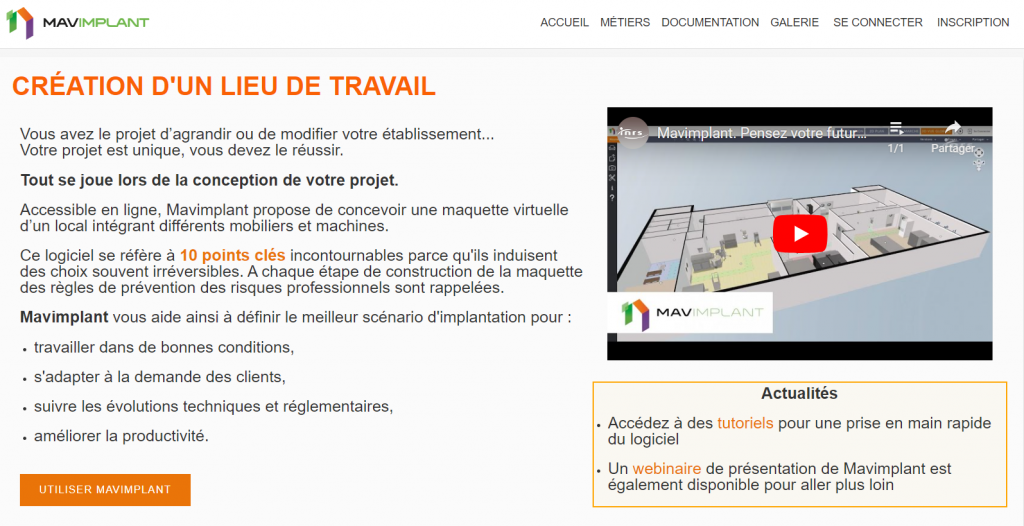 MAVIMPLANT
ACCUEIL MÉTIERS DOCUMENTATION GALERIE SE CONNECTER INSCRIPTION
CRÉATION D'UN LIEU DE TRAVAIL
Vous avez le projet d’agrandir ou de modifier votre établissement...
Votre projet est unique, vous devez le réussir.
Tout se joue lors de la conception de votre projet.
Accessible en ligne, Mavimplant propose de concevoir une maquette virtuelle
d’un local intégrant différents mobiliers et machines.
Ce logiciel se réfère à 10 points clés incontournables parce qu'ils induisent
des choix souvent irréversibles. A chaque étape de construction de la maquette
des règles de prévention des risques professionnels sont rappelées.
Mavimplant vous aide ainsi à définir le meilleur scénario d'implantation pour :
• travailler dans de bonnes conditions,
• s'adapter à la demande des clients,
• suivre les évolutions techniques et réglementaires,
• améliorer la productivité.
UTILISER MAVIMPLANT
inrs
Mavimplant. Pensez votre futur...
1/1
Partager
MAVIMPLANT
Actualités
• Accédez à des tutoriels pour une prise en main rapide
du logiciel
• Un webinaire de présentation de Mavimplant est
également disponible pour aller plus loin